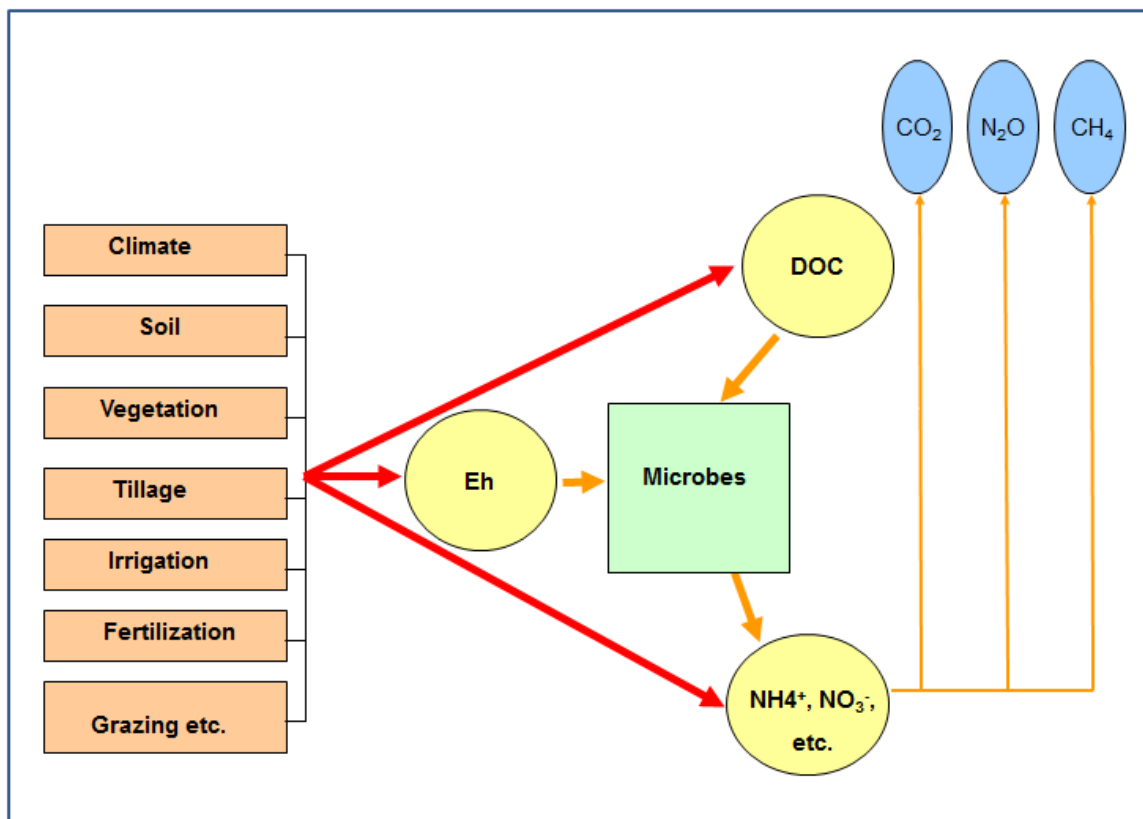 Climate
Soil
Vegetation
Tillage
Irrigation
Fertilization
Grazing etc.
Eh
DOC
Microbes
NH4⁺, NO₃⁻,
etc.
CO₂
N₂O
CH₄